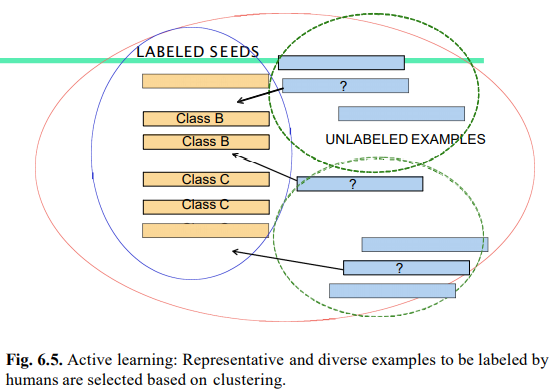 LABELED SEEDS
?
Class B
UNLABELED EXAMPLES
Class B
Class C
?
Class C
?
Fig. 6.5. Active learning: Representative and diverse examples to be labeled by
humans are selected based on clustering.